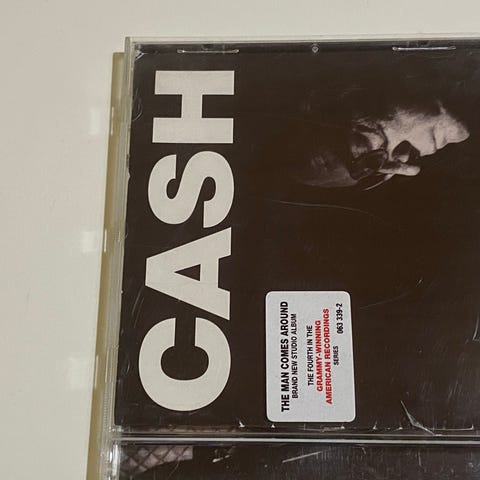 CASH
THE MAN COMES AROUND
BRAND NEW STUDIO ALBUM
THE FOURTH IN THE
GRAMMY-WINNING
AMERICAN RECORDINGS
SERIES 063 339-2